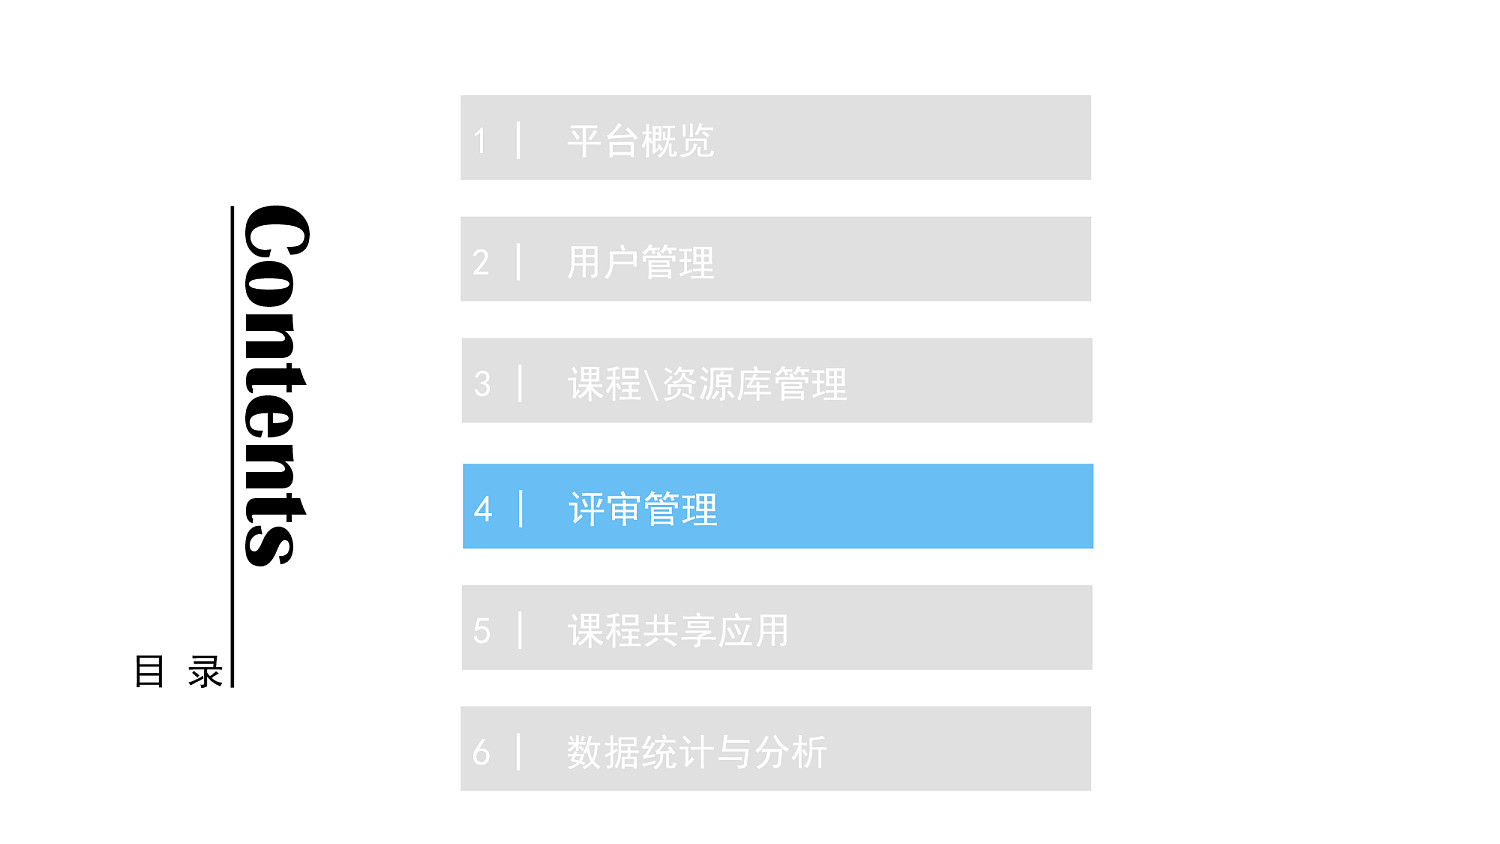 Contents
目 录
1 | 平台概览
2 | 用户管理
3 | 课程\资源库管理
4 | 评审管理
5 | 课程共享应用
6 | 数据统计与分析